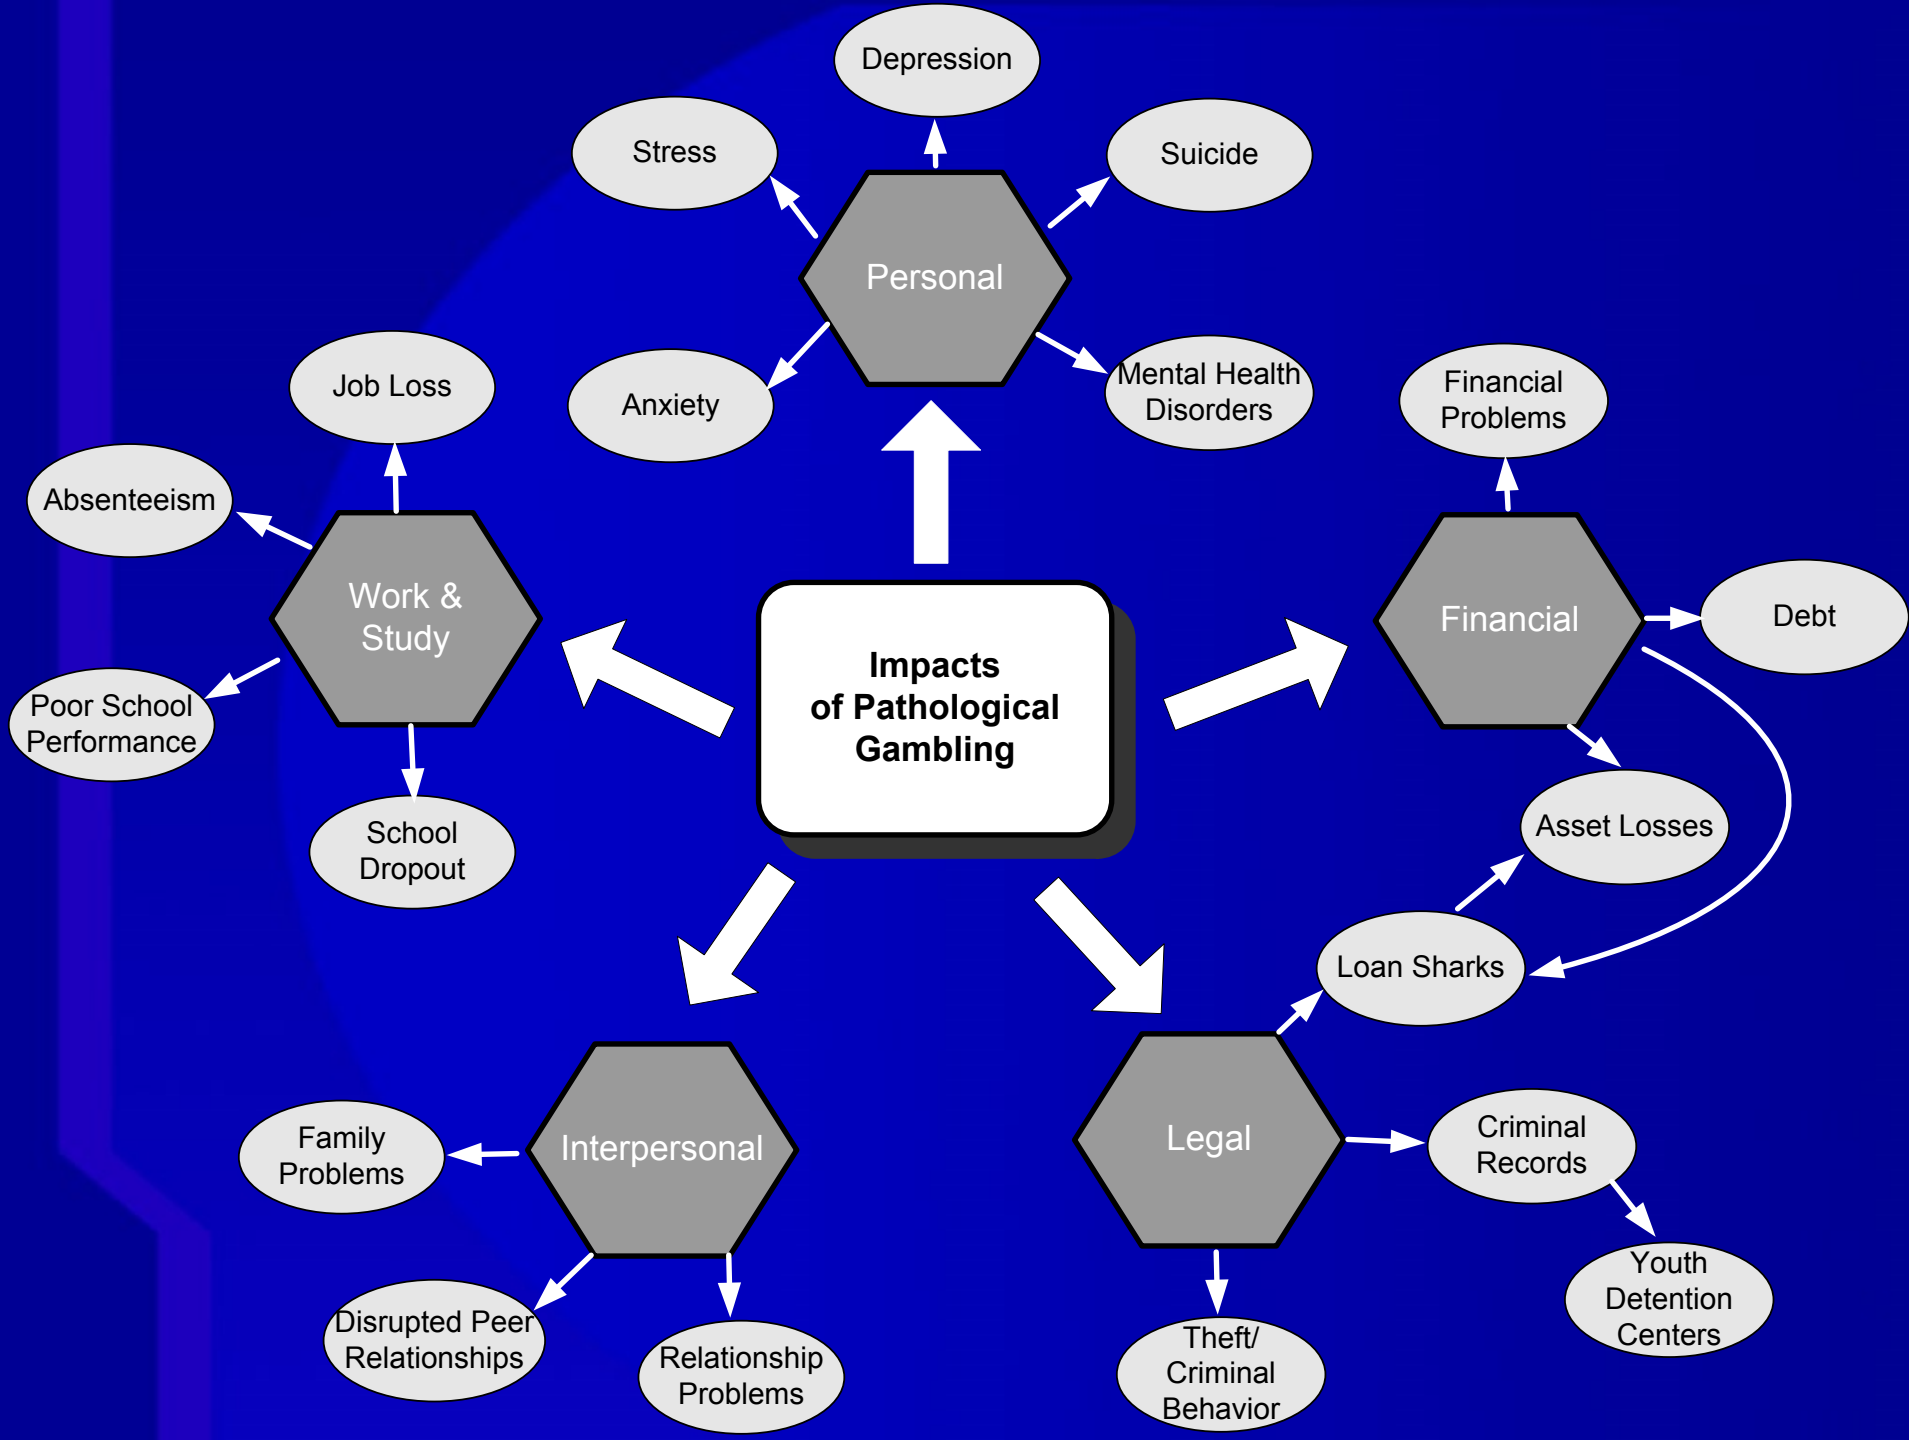 Depression
Stress
Suicide
Personal
Anxiety
Mental Health
Disorders
Job Loss
Absenteeism
Work &
Study
Poor School
Performance
School
Dropout
Impacts
of Pathological
Gambling
Financial
Problems
Financial
Debt
Asset Losses
Loan Sharks
Interpersonal
Family
Problems
Disrupted Peer
Relationships
Relationship
Problems
Legal
Criminal
Records
Youth
Detention
Centers
Theft/
Criminal
Behavior